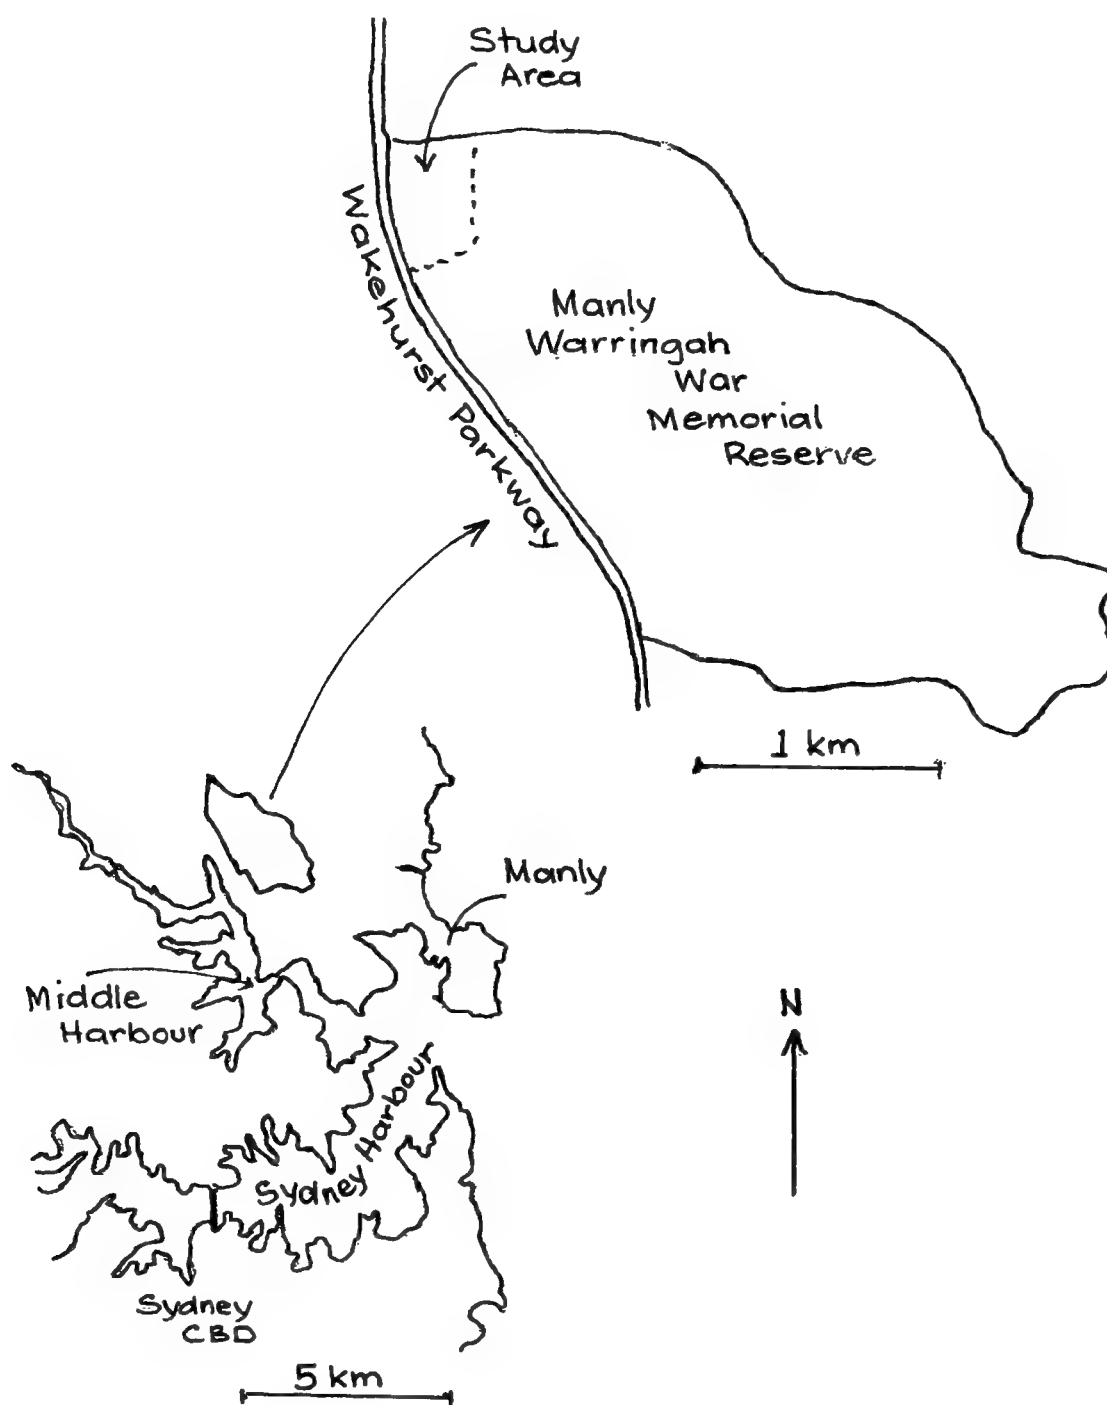 Study
Area
Wakehurst Parkway
Manly
Warringah
War
Memorial
Reserve
1 km
Manly
Middle
Harbour
N
Sydney Harbour
Sydney
CBD
5 km